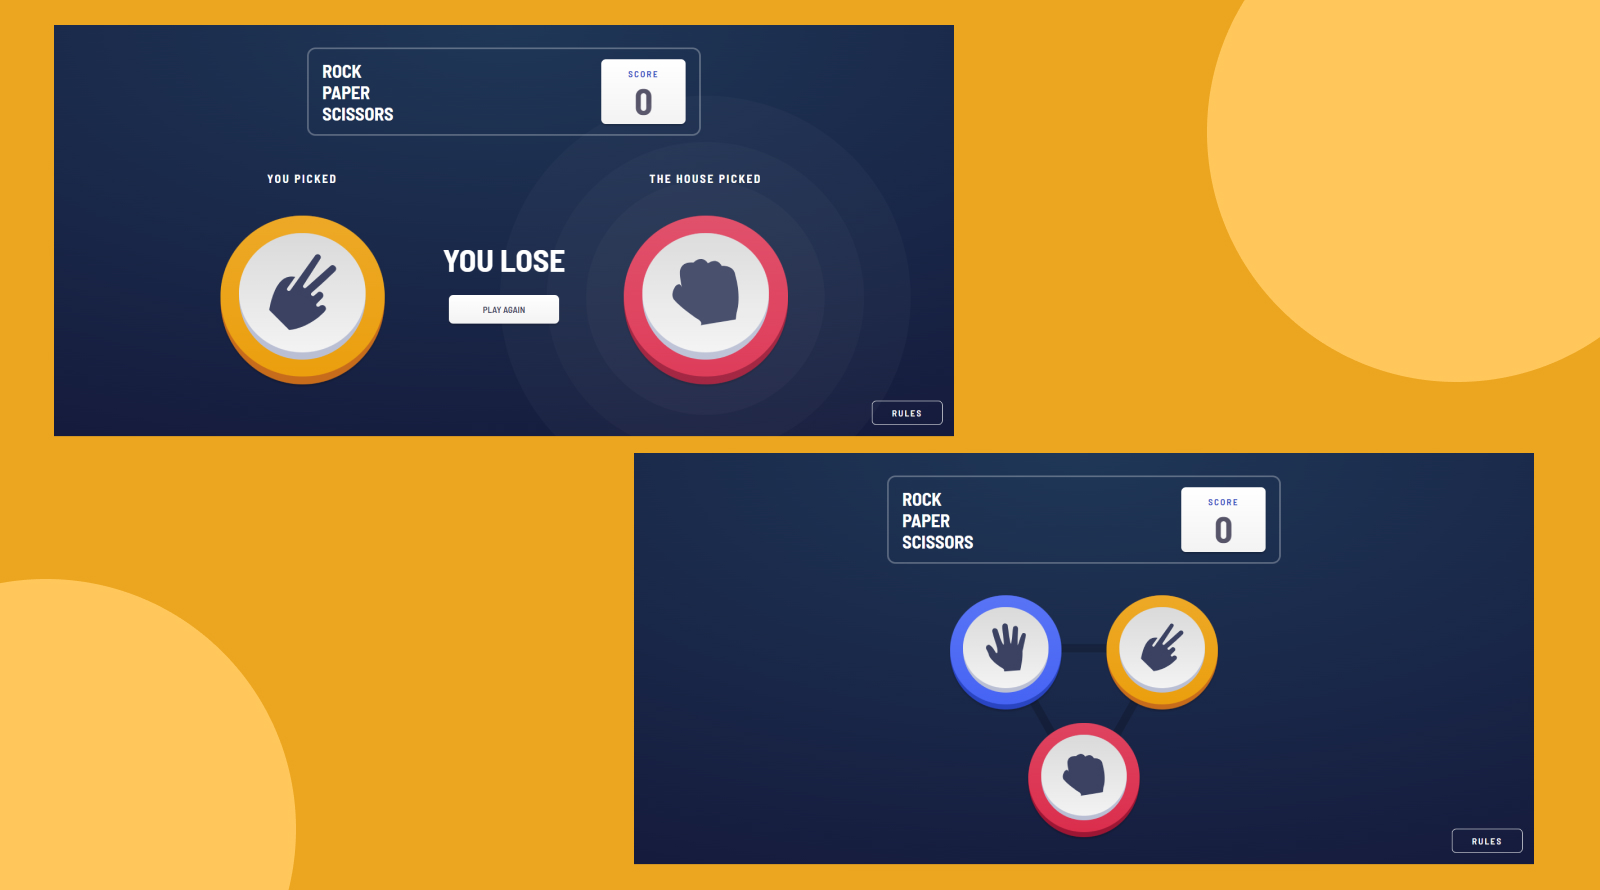 ROCK
PAPER
SCISSORS
SCORE
0
YOU PICKED
THE HOUSE PICKED
YOU LOSE
PLAY AGAIN
RULES
ROCK
PAPER
SCISSORS
SCORE
0
RULES